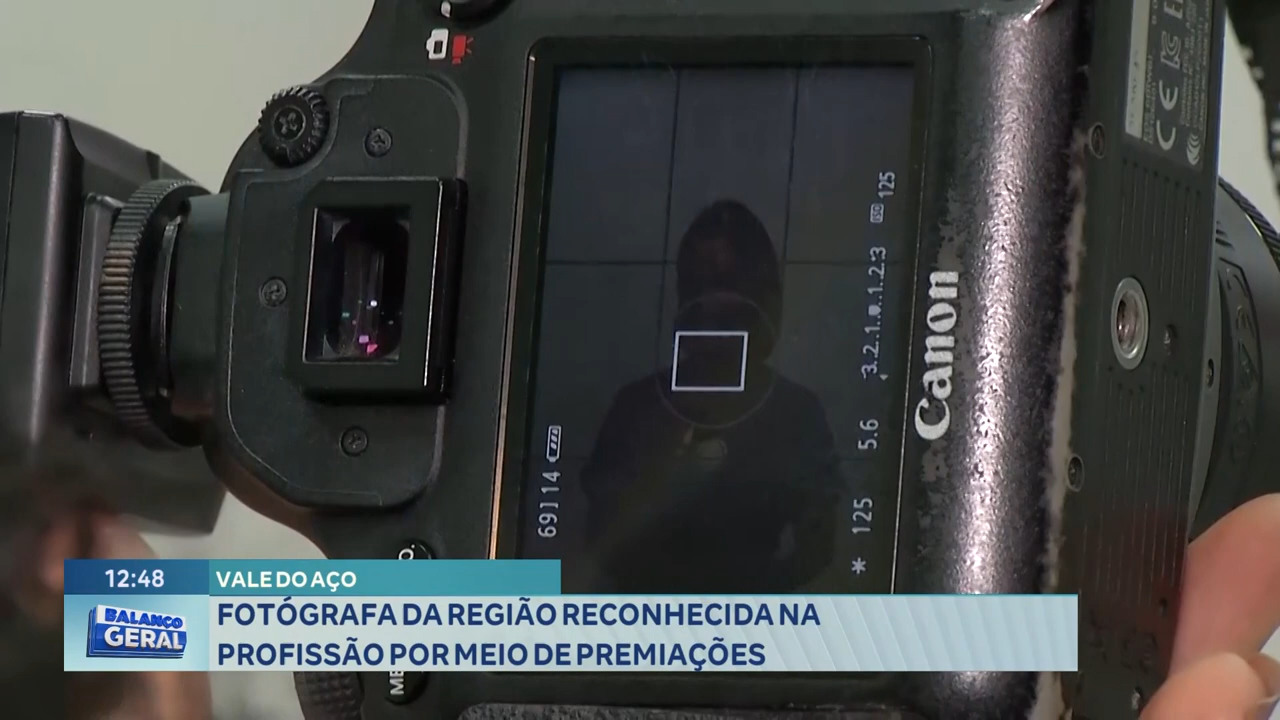 12:48
VALE DO AÇO
BALANÇO
GERAL
FOTÓGRAFA DA REGIÃO RECONHECIDA NA
PROFISSÃO POR MEIO DE PREMIAÇÕES
Canon
ISO 125
3.2.1.0.1.2.3
5.6
125
*